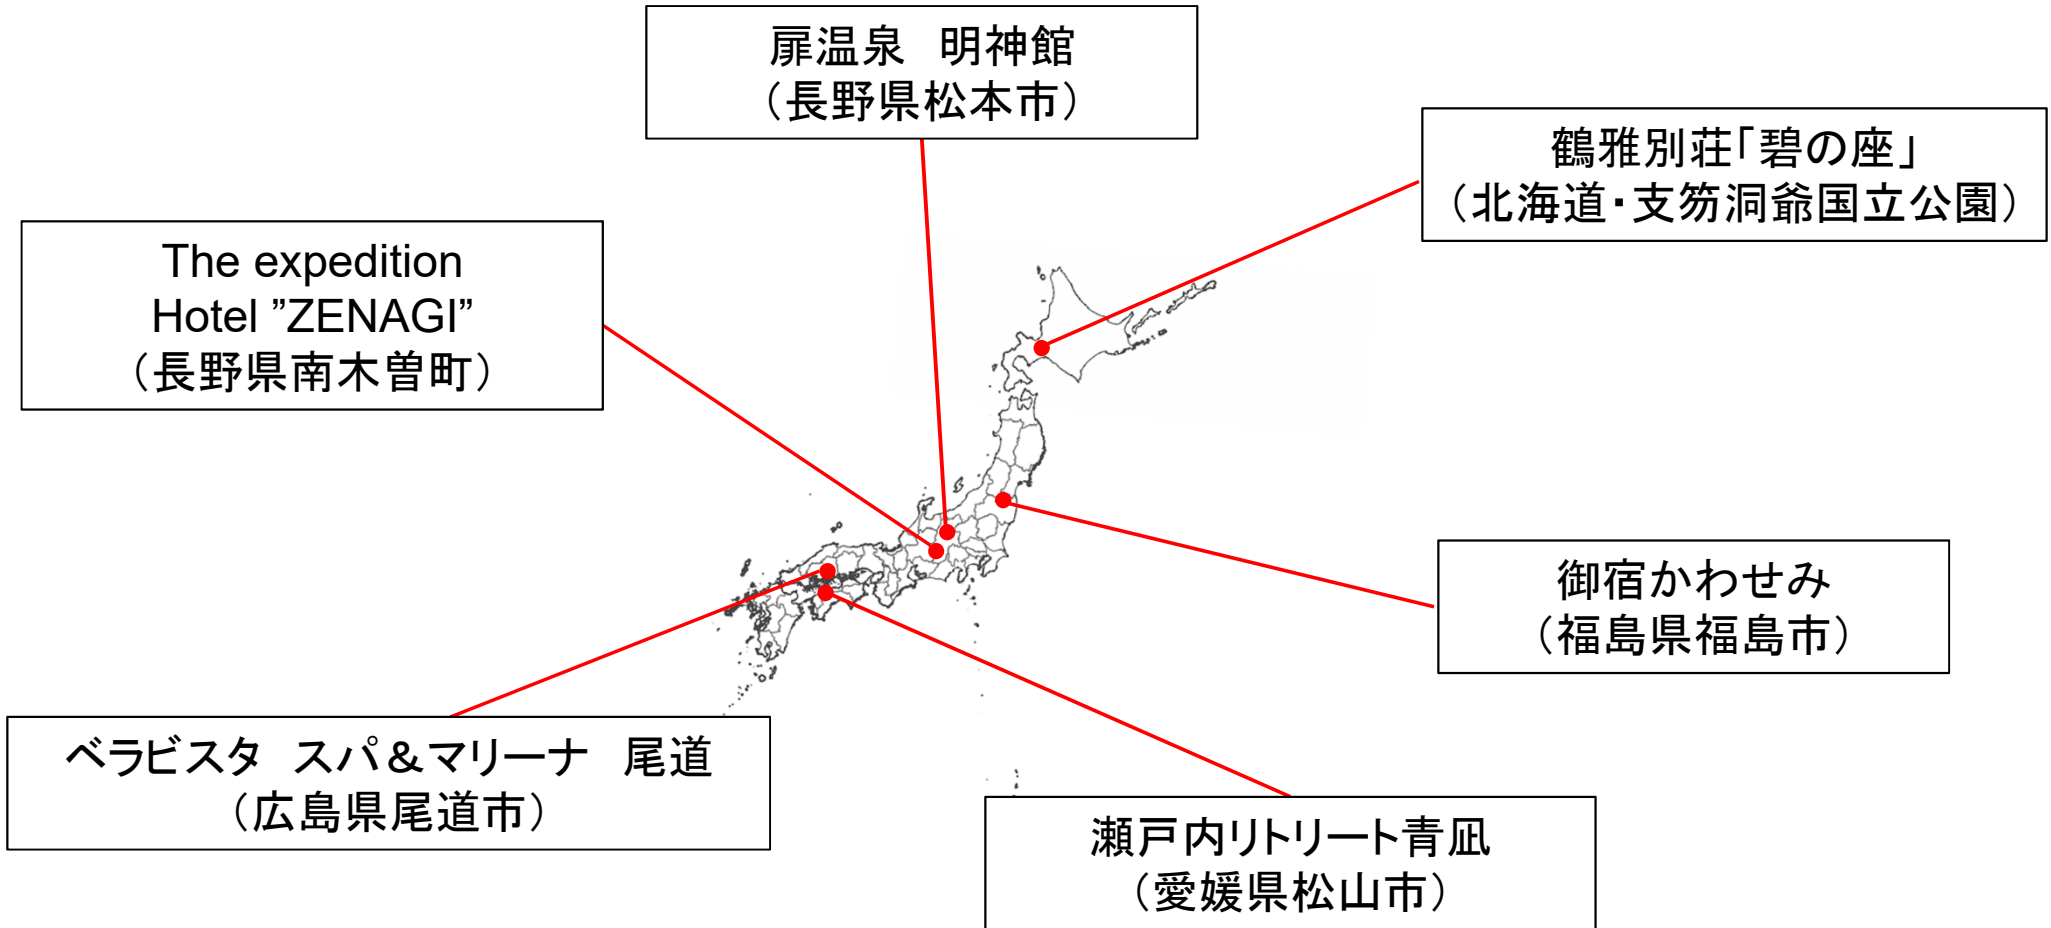 扉温泉　明神館
（長野県松本市）
鶴雅別荘「碧の座」
（北海道・支笏洞爺国立公園）
The expedition
Hotel ”ZENAGI”
（長野県南木曽町）
御宿かわせみ
（福島県福島市）
ベラビスタ　スパ＆マリーナ　尾道
（広島県尾道市）
瀬戸内リトリート青凪
（愛媛県松山市）